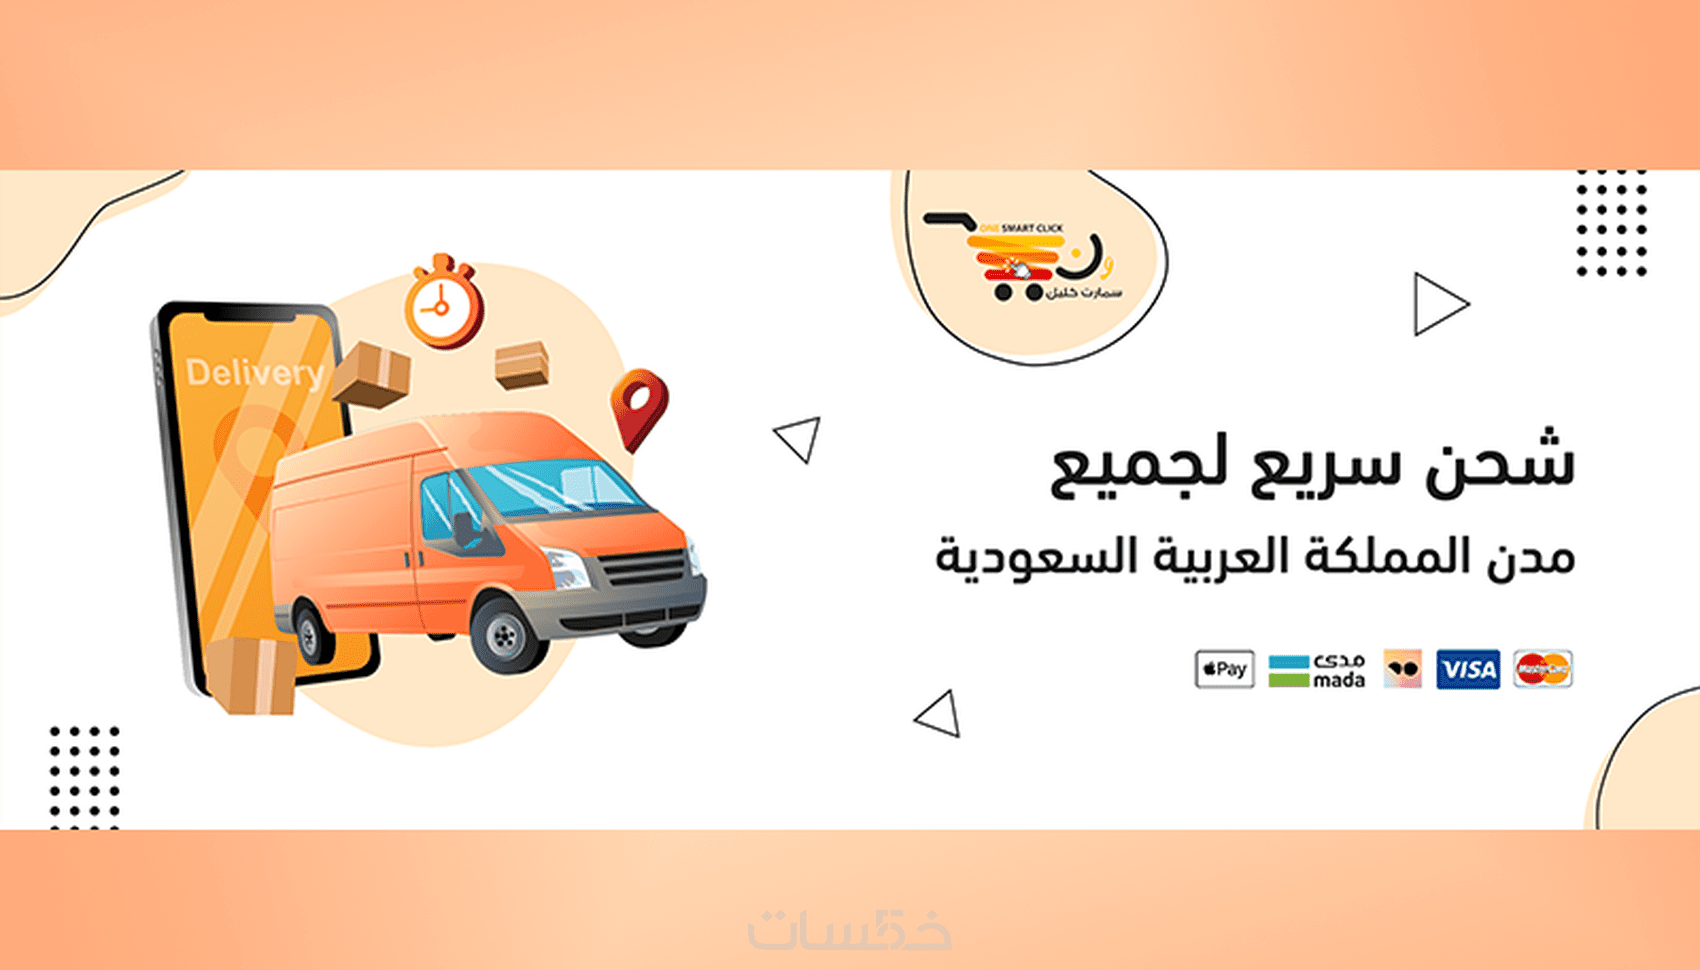 ONE SMART CLICK
ون
سمارت كليك
Delivery
شحن سريع لجميع
مدن المملكة العربية السعودية
Pay
مدى
mada
VISA
MasterCard
خمسات